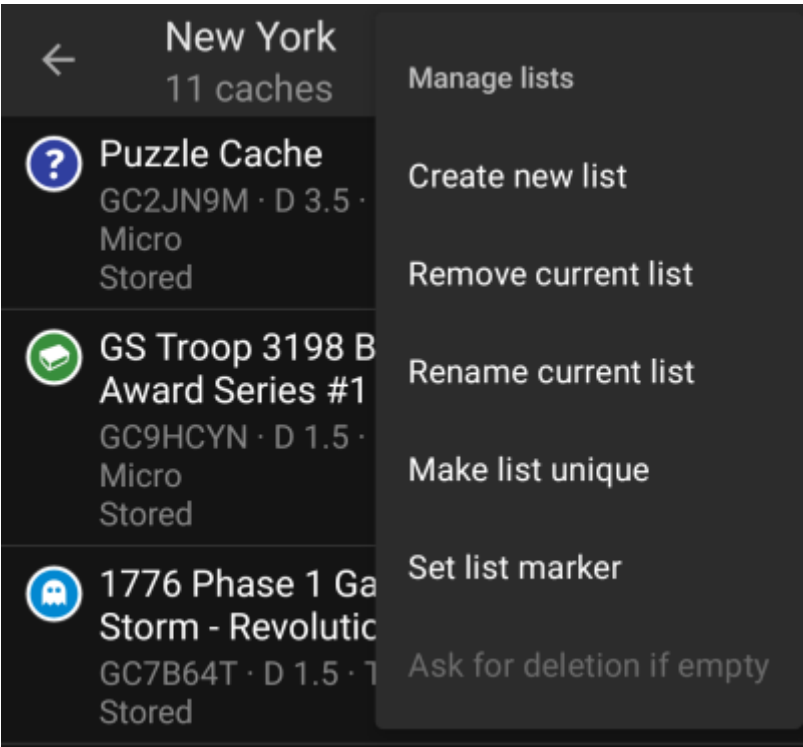 New York
11 caches
Puzzle Cache
GC2JN9M · D 3.5 ·
Micro
Stored
GS Troop 3198 B
Award Series #1
GC9HCYN · D 1.5 ·
Micro
Stored
1776 Phase 1 Ga
Storm - Revolutio
GC7B64T · D 1.5 · T
Stored
Manage lists
Create new list
Remove current list
Rename current list
Make list unique
Set list marker
Ask for deletion if empty